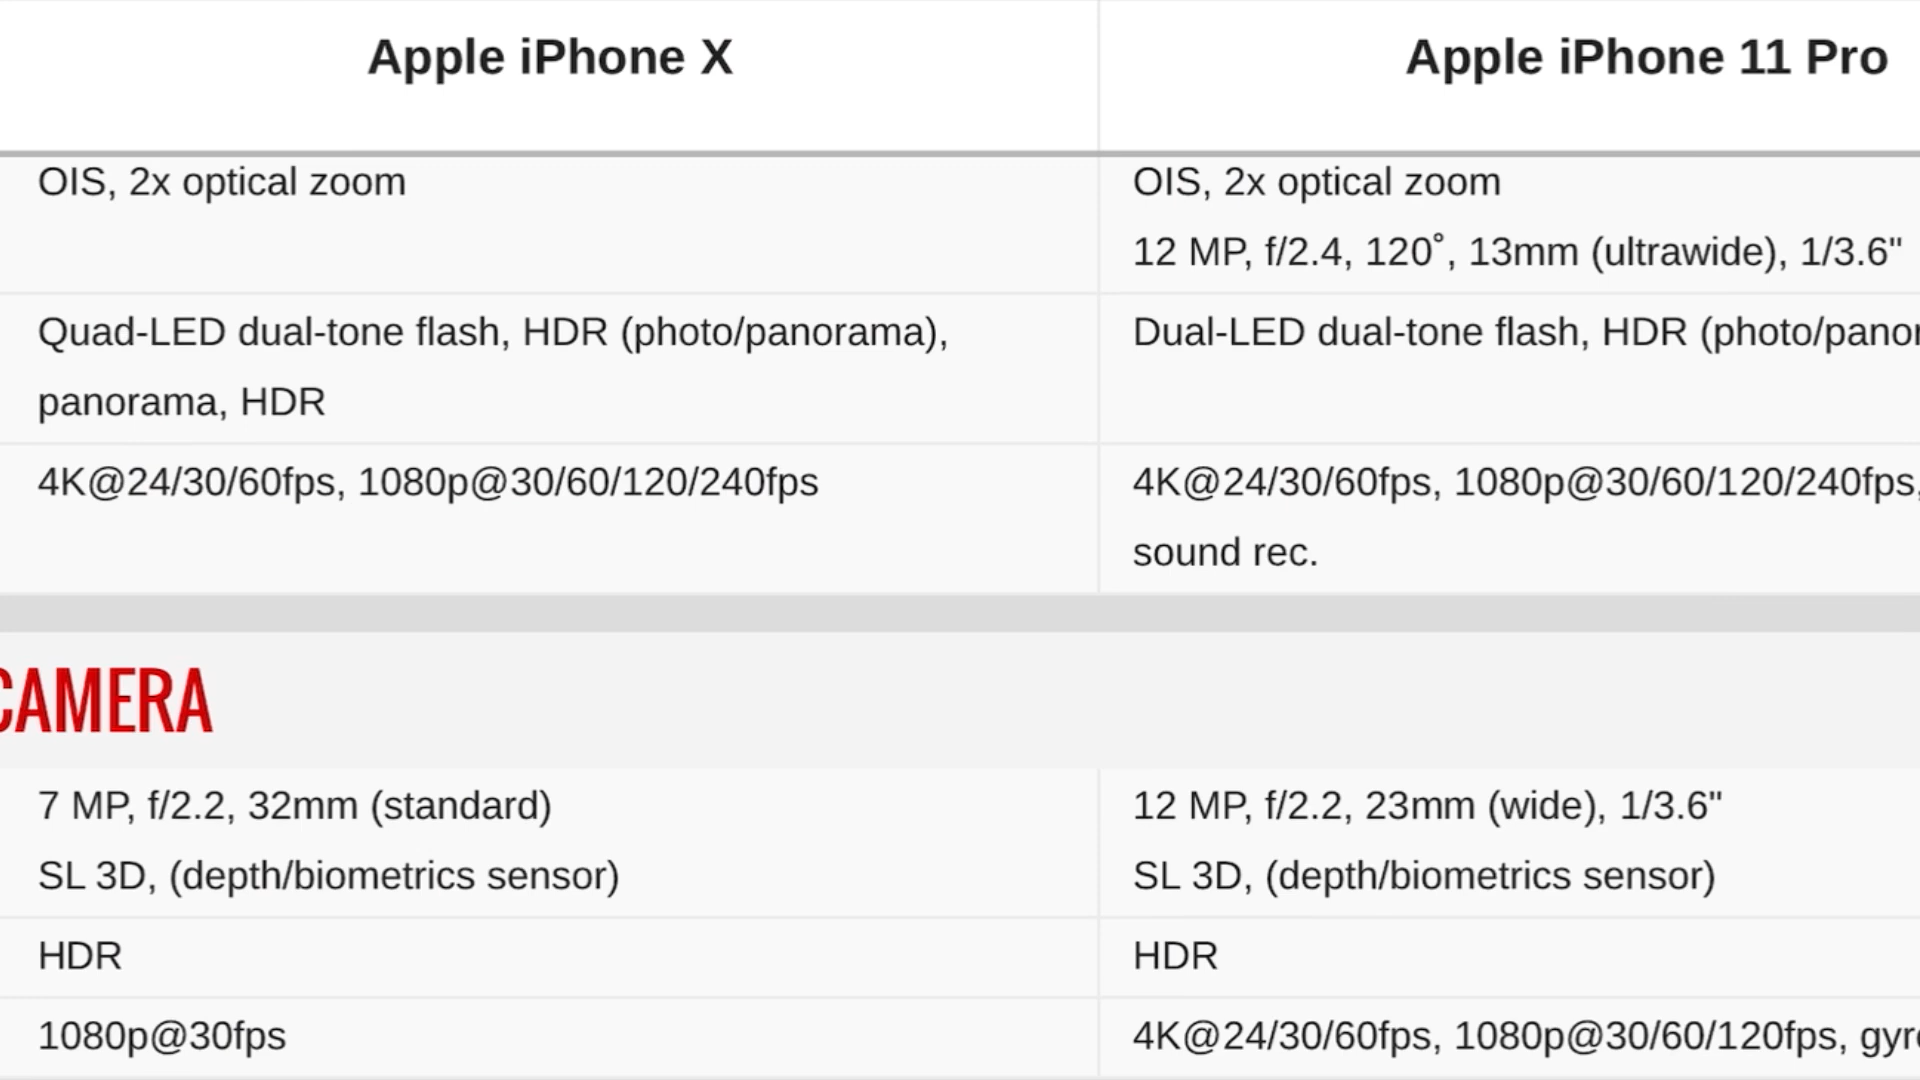 Apple iPhone X
Apple iPhone 11 Pro
OIS, 2x optical zoom
OIS, 2x optical zoom
12 MP, f/2.4, 120˚, 13mm (ultrawide), 1/3.6"
Quad-LED dual-tone flash, HDR (photo/panorama),
panorama, HDR
Dual-LED dual-tone flash, HDR
4K@24/30/60fps, 1080p@30/60/120/240fps
4K@24/30/60fps, 1080p@30/60/120/240fps,
sound rec.
CAMERA
7 MP, f/2.2, 32mm (standard)
SL 3D, (depth/biometrics sensor)
12 MP, f/2.2, 23mm (wide), 1/3.6"
SL 3D, (depth/biometrics sensor)
HDR
HDR
1080p@30fps
4K@24/30/60fps, 1080p@30/60/120fps,